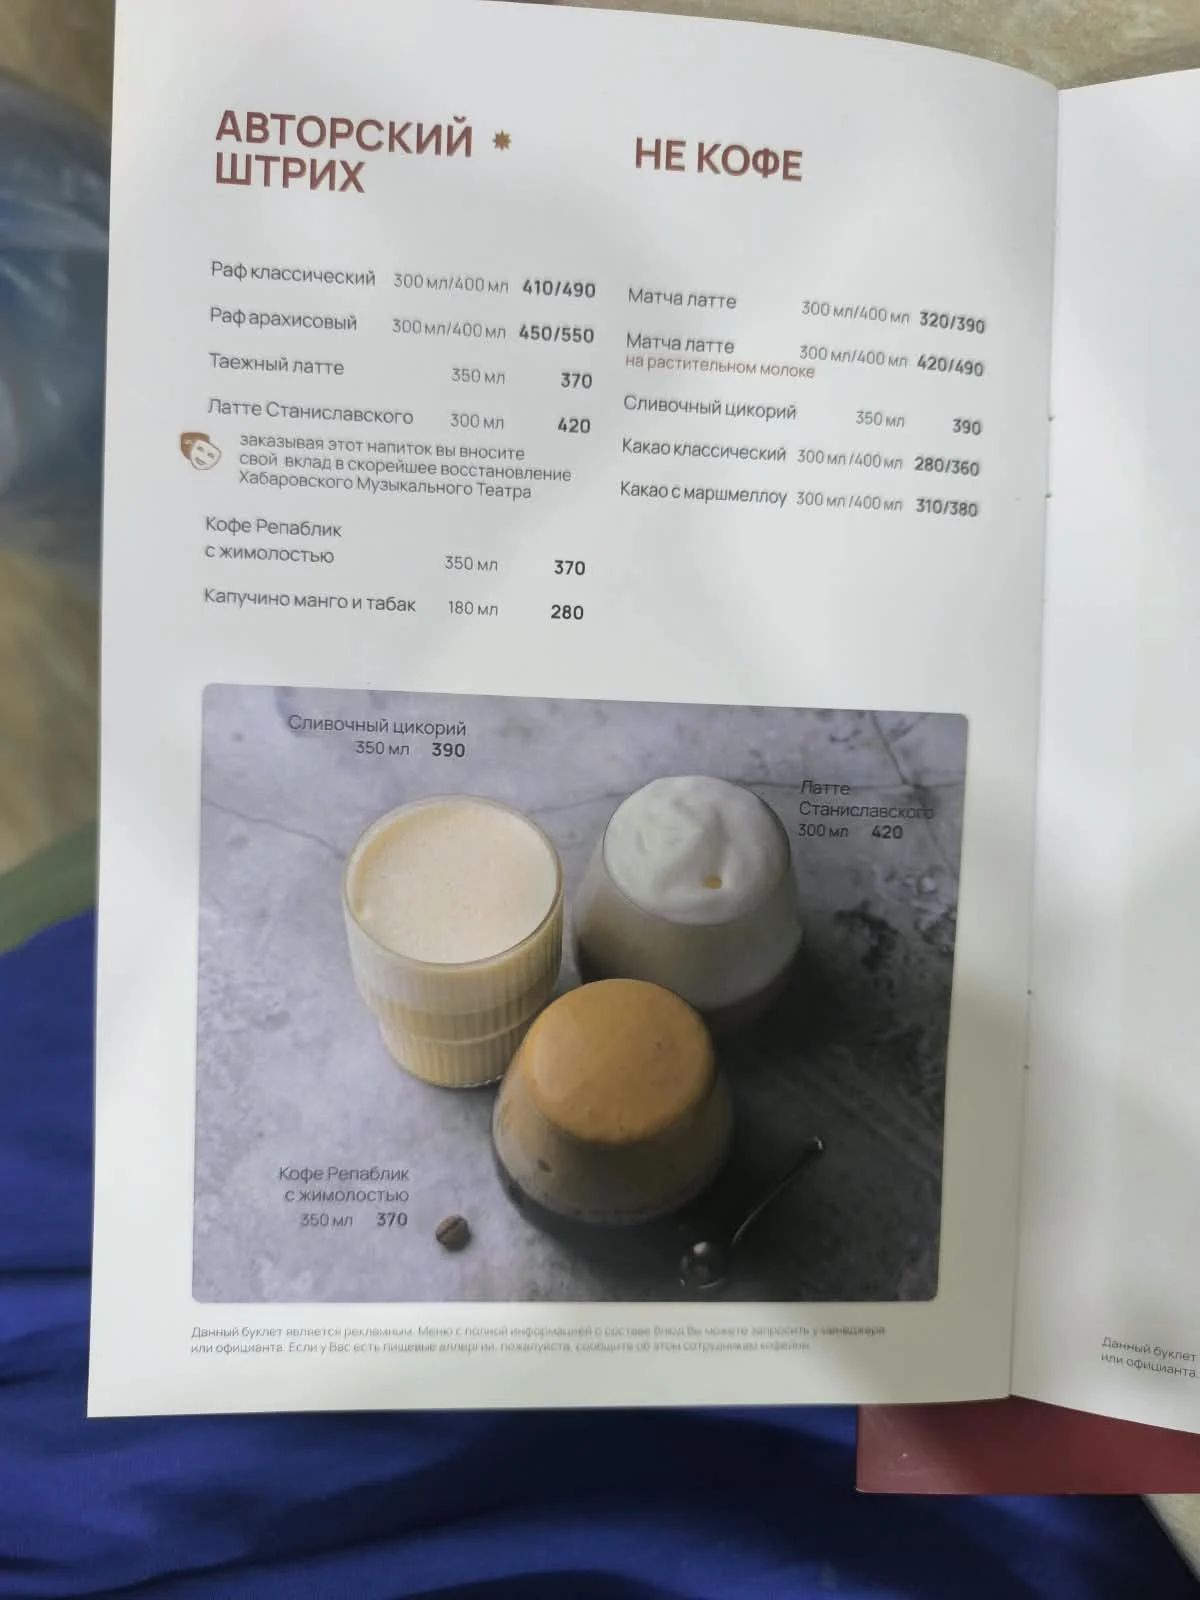 АВТОРСКИЙ
ШТРИХ
Раф классический 300 мл/400 мл 410/490
Раф арахисовый 300 мл/400 мл 450/550
Таежный латте 350 мл 370
Латте Станиславского 300 мл 420
заказывая этот напиток вы вносите
свой вклад в скорейшее восстановление
Хабаровского Музыкального Театра
Кофе Репаблик
с жимолостью 350 мл 370
Капучино манго и табак 180 мл 280
НЕ КОФЕ
Матча латте 300 мл/400 мл 320/390
Матча латте 300 мл/400 мл 420/490
на растительном молоке
Сливочный цикорий 350 мл 390
Какао классический 300 мл/400 мл 280/360
Какао с маршмеллоу 300 мл/400 мл 310/380
Сливочный цикорий
350 мл 390
Латте
Станиславского
300 мл 420
Кофе Репаблик
с жимолостью
350 мл 370
Данный буклет является рекламным. Меню с полной информацией о составе блюд Вы можете запросить у менеджера
или официанта. Если у Вас есть пищевые аллергии, пожалуйста, сообщите об этом сотрудникам кофейни.
Данный буклет
или официанта.